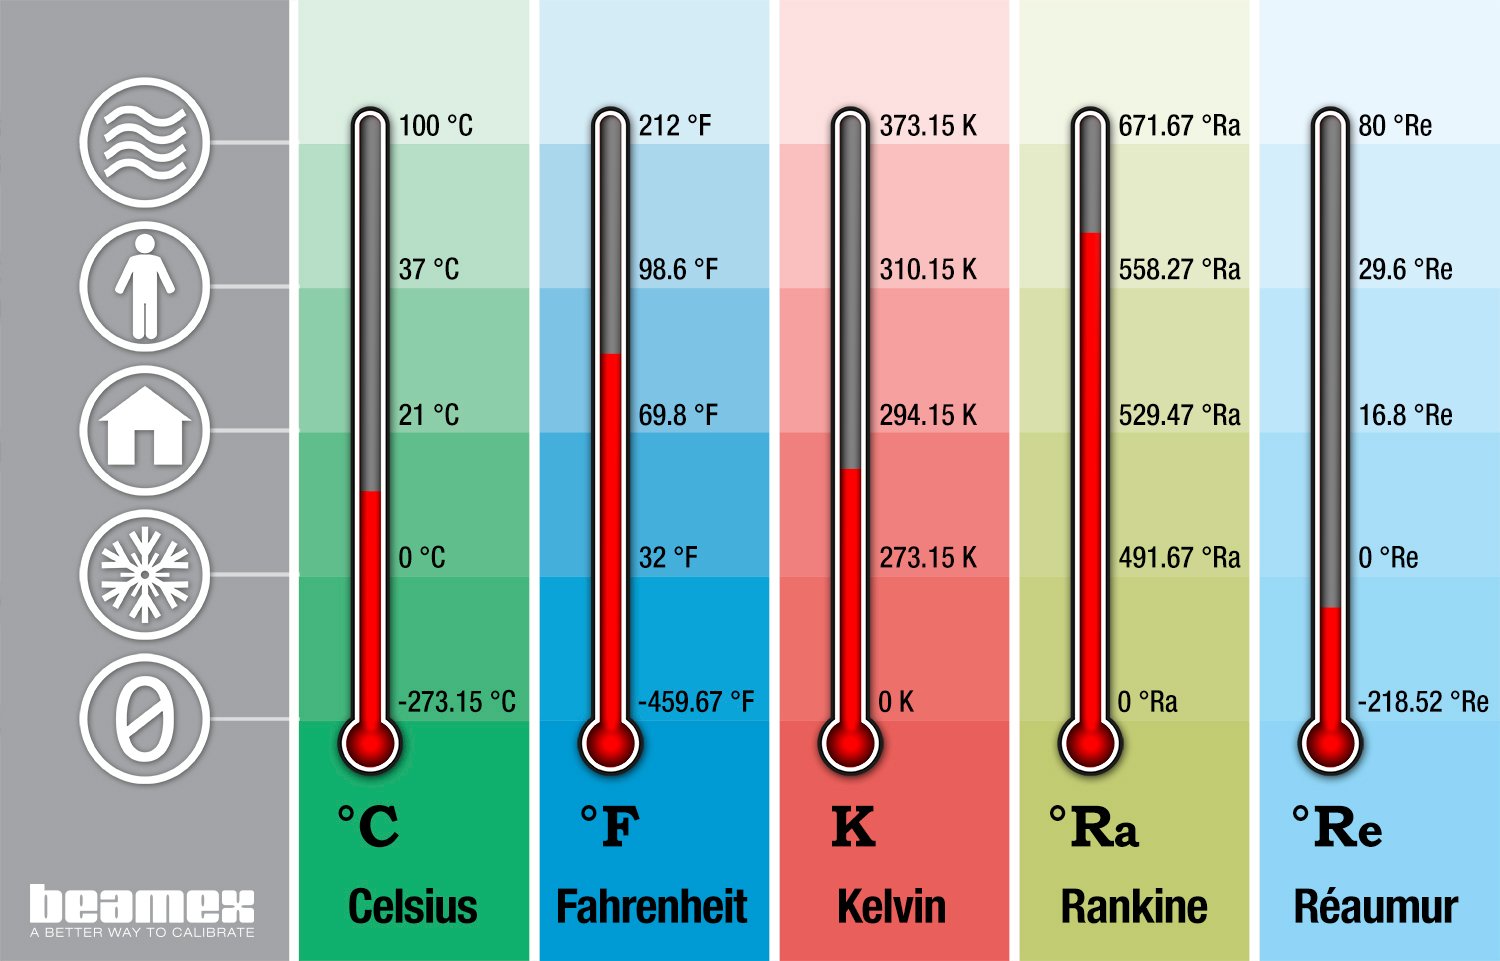 100 °C
212 °F
373.15 K
671.67 °Ra
80 °Re
37 °C
98.6 °F
310.15 K
558.27 °Ra
29.6 °Re
21 °C
69.8 °F
294.15 K
529.47 °Ra
16.8 °Re
0 °C
32 °F
273.15 K
491.67 °Ra
0 °Re
0
-273.15 °C
-459.67 °F
0 K
0 °Ra
-218.52 °Re
°C
°F
K
°Ra
°Re
Celsius
Fahrenheit
Kelvin
Rankine
Réaumur
beamex
A BETTER WAY TO CALIBRATE